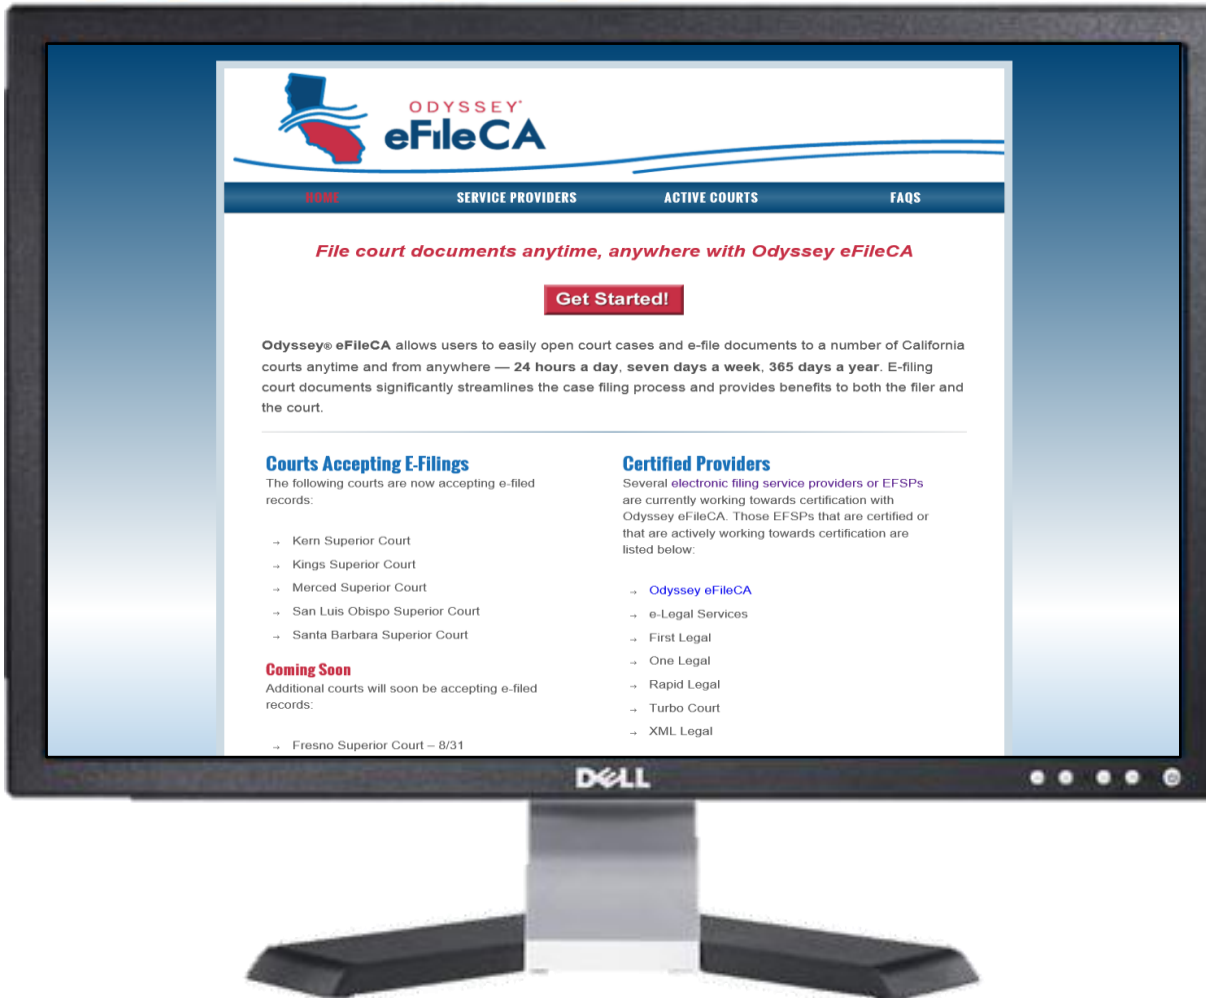 ODYSSEY®
eFileCA
HOME SERVICE PROVIDERS ACTIVE COURTS FAQS
File court documents anytime, anywhere with Odyssey eFileCA
Get Started!
Odyssey® eFileCA allows users to easily open court cases and e-file documents to a number of California
courts anytime and from anywhere — 24 hours a day, seven days a week, 365 days a year. E-filing
court documents significantly streamlines the case filing process and provides benefits to both the filer and
the court.
Courts Accepting E-Filings
The following courts are now accepting e-filed
records:
→ Kern Superior Court
→ Kings Superior Court
→ Merced Superior Court
→ San Luis Obispo Superior Court
→ Santa Barbara Superior Court
Coming Soon
Additional courts will soon be accepting e-filed
records:
→ Fresno Superior Court – 8/31
Certified Providers
Several electronic filing service providers or EFSPs
are currently working towards certification with
Odyssey eFileCA. Those EFSPs that are certified or
that are actively working towards certification are
listed below:
→ Odyssey eFileCA
→ e-Legal Services
→ First Legal
→ One Legal
→ Rapid Legal
→ Turbo Court
→ XML Legal
DELL